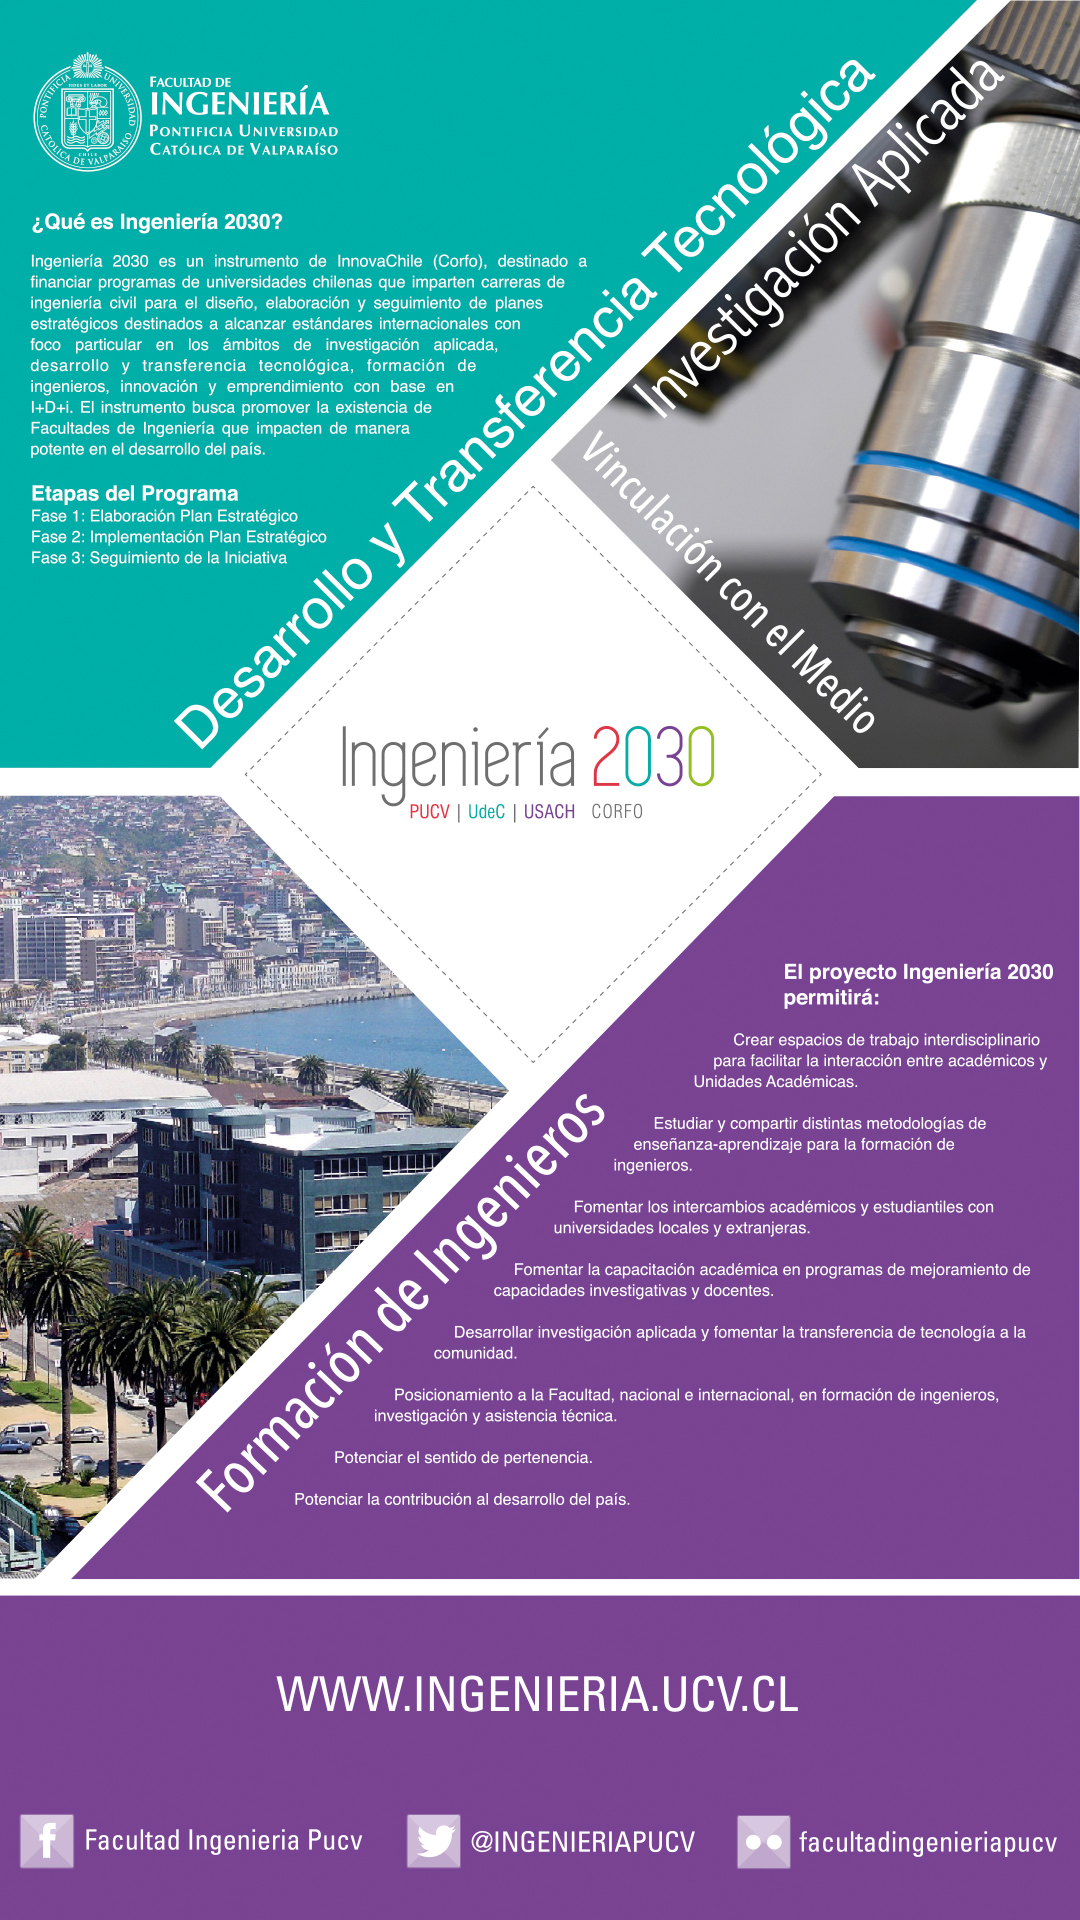 FACULTAD DE
INGENIERÍA
PONTIFICIA UNIVERSIDAD
CATÓLICA DE VALPARAÍSO
PONTIFICIA UNIVERSIDAD
CATOLICA DE VALPARAISO
FIDES ET LABOR
CHILE
¿Qué es Ingeniería 2030?
Ingeniería 2030 es un instrumento de InnovaChile (Corfo), destinado a
financiar programas de universidades chilenas que imparten carreras de
ingeniería civil para el diseño, elaboración y seguimiento de planes
estratégicos destinados a alcanzar estándares internacionales con
foco particular en los ámbitos de investigación aplicada,
desarrollo y transferencia tecnológica, formación de
ingenieros, innovación y emprendimiento con base en
I+D+i. El instrumento busca promover la existencia de
Facultades de Ingeniería que impacten de manera
potente en el desarrollo del país.
Etapas del Programa
Fase 1: Elaboración Plan Estratégico
Fase 2: Implementación Plan Estratégico
Fase 3: Seguimiento de la Iniciativa
Desarrollo y Transferencia Tecnológica
Investigación Aplicada
Vinculación con el Medio
Ingeniería 2030
PUCV | UdeC | USACH CORFO
Formación de Ingenieros
El proyecto Ingeniería 2030
permitirá:
Crear espacios de trabajo interdisciplinario
para facilitar la interacción entre académicos y
Unidades Académicas.
Estudiar y compartir distintas metodologías de
enseñanza-aprendizaje para la formación de
ingenieros.
Fomentar los intercambios académicos y estudiantiles con
universidades locales y extranjeras.
Fomentar la capacitación académica en programas de mejoramiento de
capacidades investigativas y docentes.
Desarrollar investigación aplicada y fomentar la transferencia de tecnología a la
comunidad.
Posicionamiento a la Facultad, nacional e internacional, en formación de ingenieros,
investigación y asistencia técnica.
Potenciar el sentido de pertenencia.
Potenciar la contribución al desarrollo del país.
WWW.INGENIERIA.UCV.CL
Facultad Ingenieria Pucv
@INGENIERIAPUCV
facultadingenieriapucv